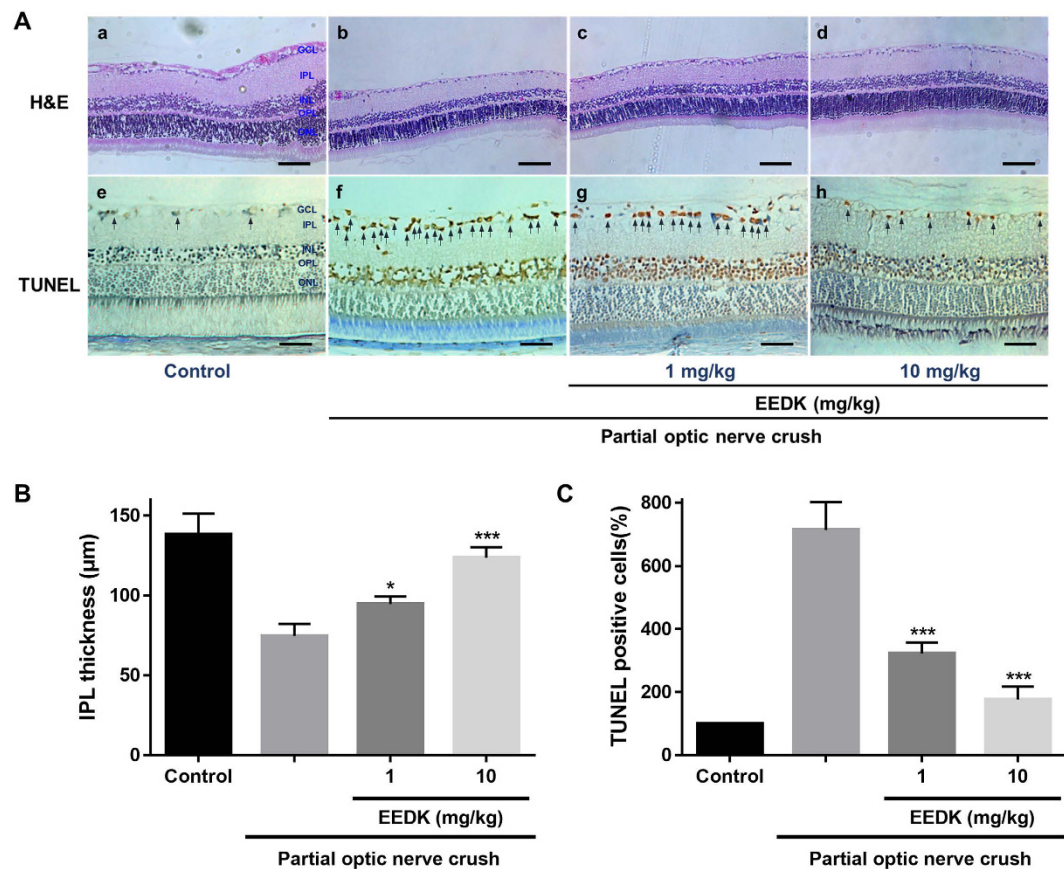 A
a b c d
H&E
GCL
IPL
INL
OPL
ONL
e f g h
TUNEL
GCL
IPL
INL
OPL
ONL
Control 1 mg/kg 10 mg/kg
EEDK (mg/kg)
Partial optic nerve crush
B
IPL thickness (μm)
150
100
50
0
*
***
Control 1 10
EEDK (mg/kg)
Partial optic nerve crush
C
TUNEL positive cells(%)
800
600
400
200
0
***
***
Control 1 10
EEDK (mg/kg)
Partial optic nerve crush